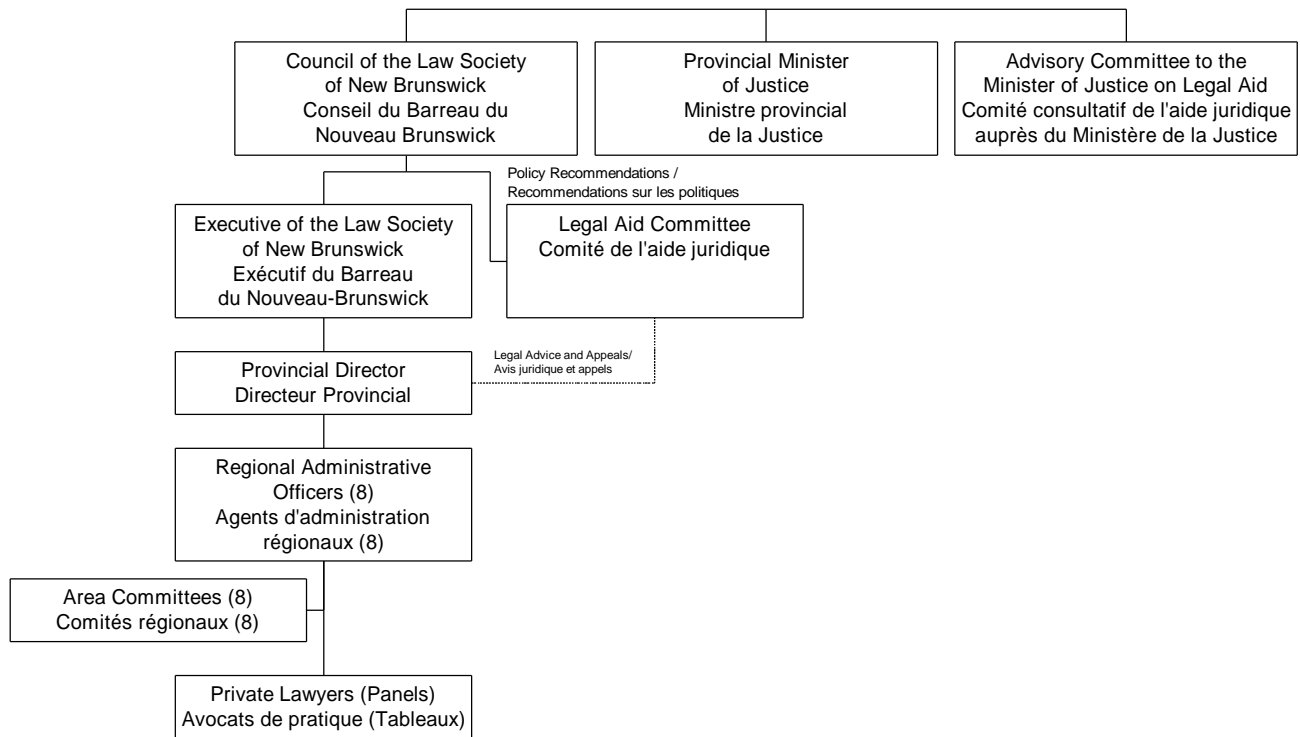 Council of the Law Society
of New Brunswick
Conseil du Barreau du
Nouveau Brunswick
Provincial Minister
of Justice
Ministre provincial
de la Justice
Advisory Committee to the
Minister of Justice on Legal Aid
Comité consultatif de l'aide juridique
auprès du Ministère de la Justice
Policy Recommendations /
Recommendations sur les politiques
Executive of the Law Society
of New Brunswick
Exécutif du Barreau
du Nouveau-Brunswick
Legal Aid Committee
Comité de l'aide juridique
Legal Advice and Appeals/
Avis juridique et appels
Provincial Director
Directeur Provincial
Regional Administrative
Officers (8)
Agents d'administration
régionaux (8)
Area Committees (8)
Comités régionaux (8)
Private Lawyers (Panels)
Avocats de pratique (Tableaux)